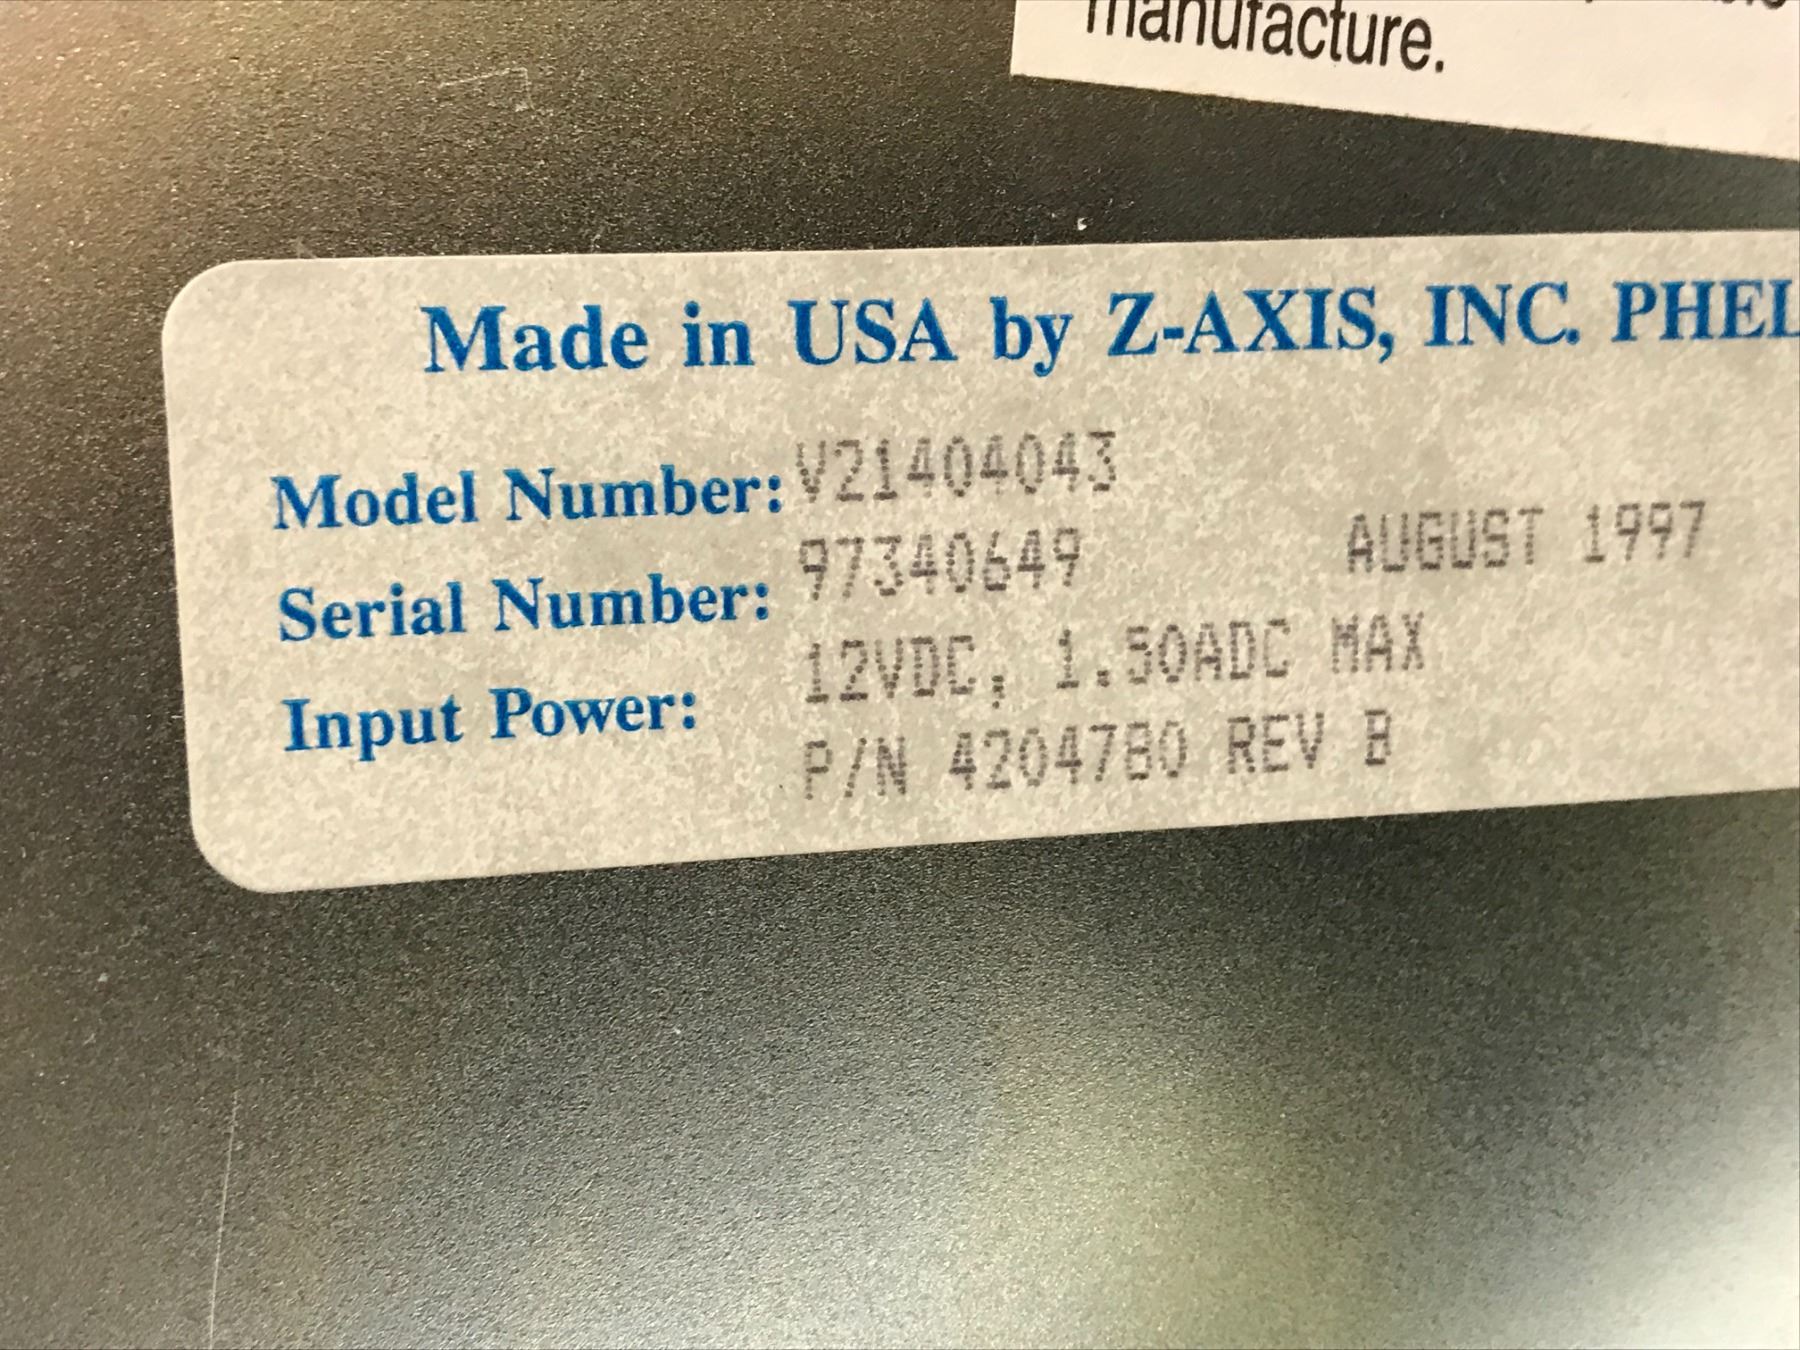 manufacture.
Made in USA by Z-AXIS, INC. PHEL
Model Number: V21404043
Serial Number: 97340649 AUGUST 1997
Input Power: 12VDC, 1.50ADC MAX
P/N 4204780 REV B